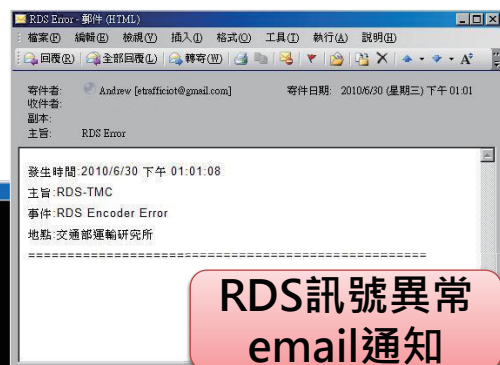 RDS Error - 郵件 (HTML)
檔案(F) 編輯(E) 檢視(V) 插入(I) 格式(O) 工具(T) 執行(A) 說明(H)
回覆(R) 全部回覆(L) 轉寄(W)
寄件者: Andrew [etrafficiot@gmail.com] 寄件日期: 2010/6/30 (星期三) 下午 01:01
收件者:
副本:
主旨: RDS Error
發生時間:2010/6/30 下午 01:01:08
主旨:RDS-TMC
事件:RDS Encoder Error
地點:交通部運輸研究所
=======================================================
RDS訊號異常
email通知